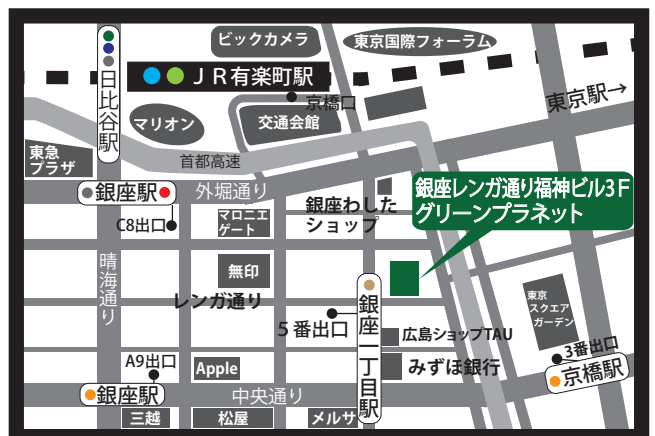 ビックカメラ
東京国際フォーラム
日比谷駅
JR有楽町駅
京橋口
東京駅→
マリオン
交通会館
東急
プラザ
首都高速
銀座駅
外堀通り
銀座わした
ショップ
銀座レンガ通り福神ビル3F
グリーンプラネット
C8出口
マロニエ
ゲート
晴海通り
無印
レンガ通り
5番出口
銀座一丁目駅
広島ショップTAU
みずほ銀行
東京
スクエア
ガーデン
3番出口
京橋駅
A9出口
Apple
銀座駅
中央通り
三越
松屋
メルサ